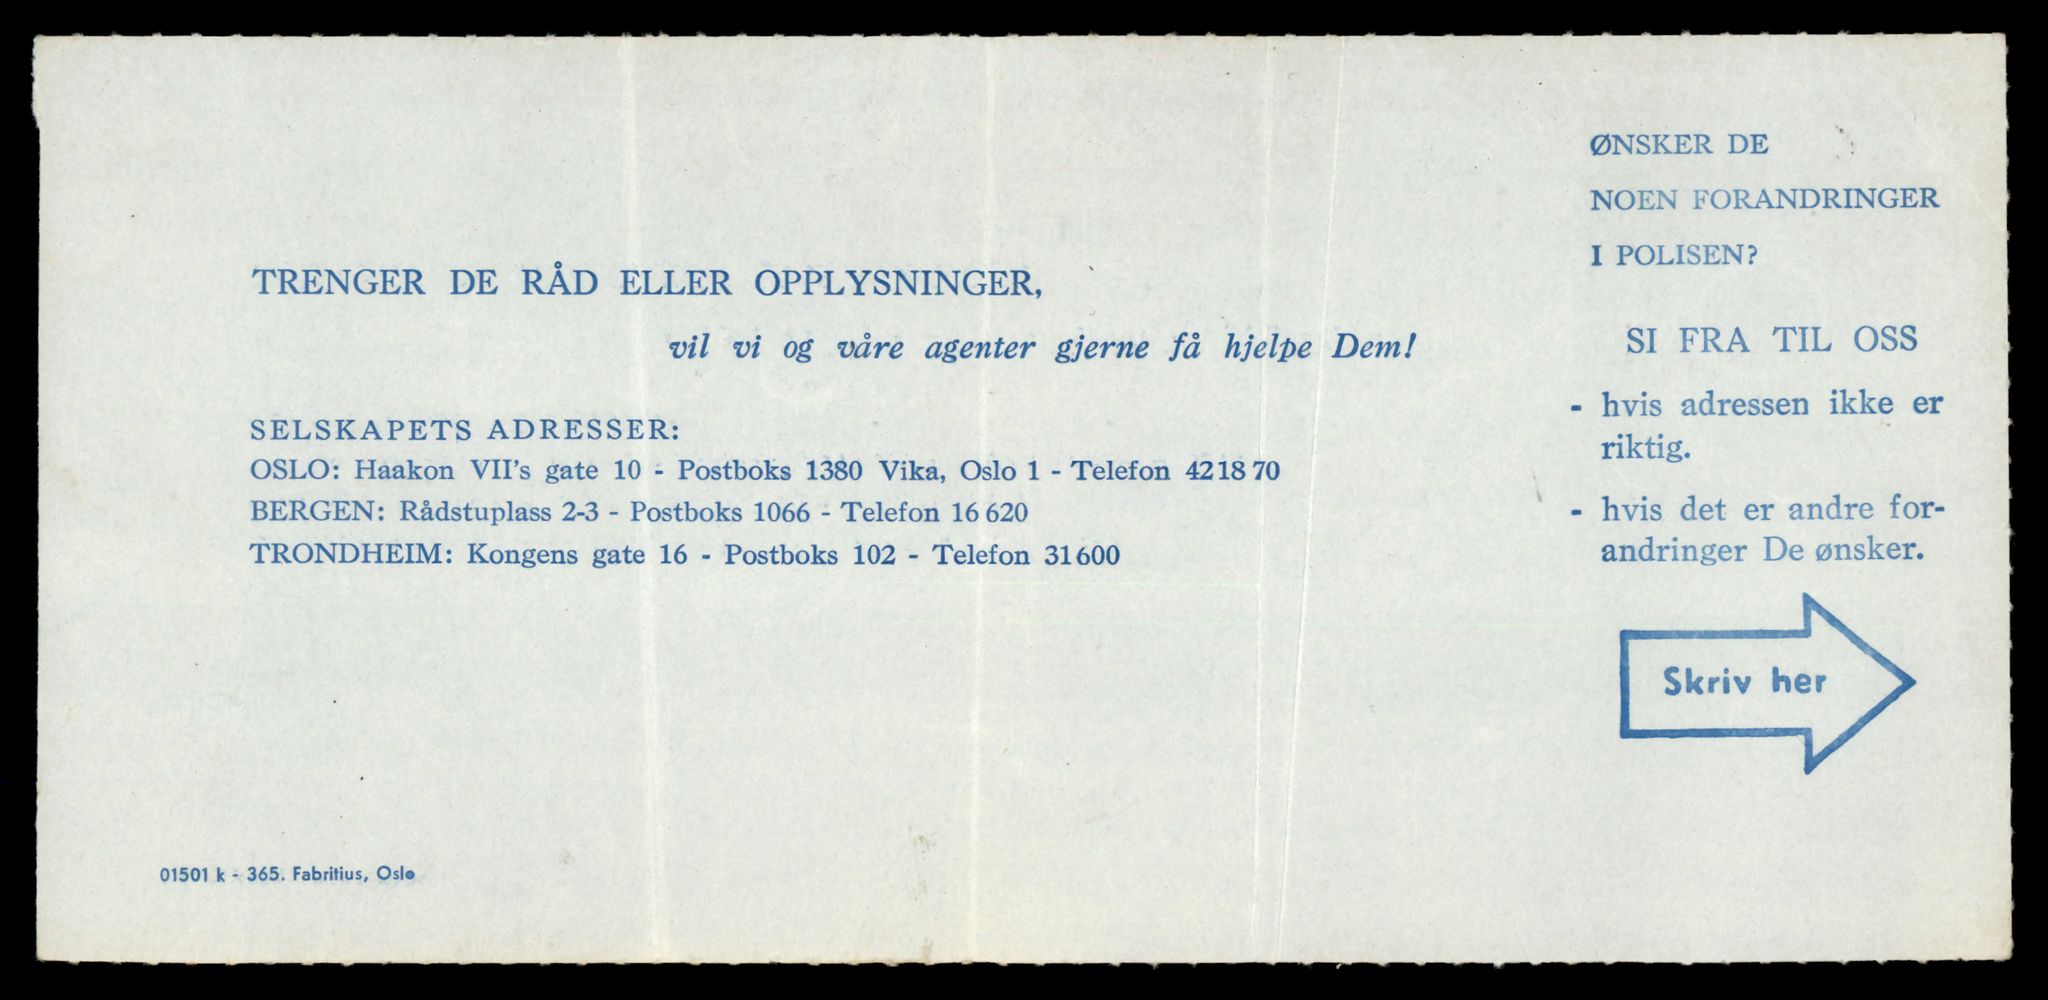 TRENGER DE RÅD ELLER OPPLYSNINGER,
vil vi og våre agenter gjerne få hjelpe Dem!
SELSKAPETS ADRESSER:
OSLO: Haakon VII's gate 10 - Postboks 1380 Vika, Oslo 1 - Telefon 42 18 70
BERGEN: Rådstuplass 2-3 - Postboks 1066 - Telefon 16 620
TRONDHEIM: Kongens gate 16 - Postboks 102 - Telefon 31 600
01501 k - 365. Fabritius, Oslo
ØNSKER DE
NOEN FORANDRINGER
I POLISEN?
SI FRA TIL OSS
- hvis adressen ikke er
riktig.
- hvis det er andre for-
andringer De ønsker.
Skriv her